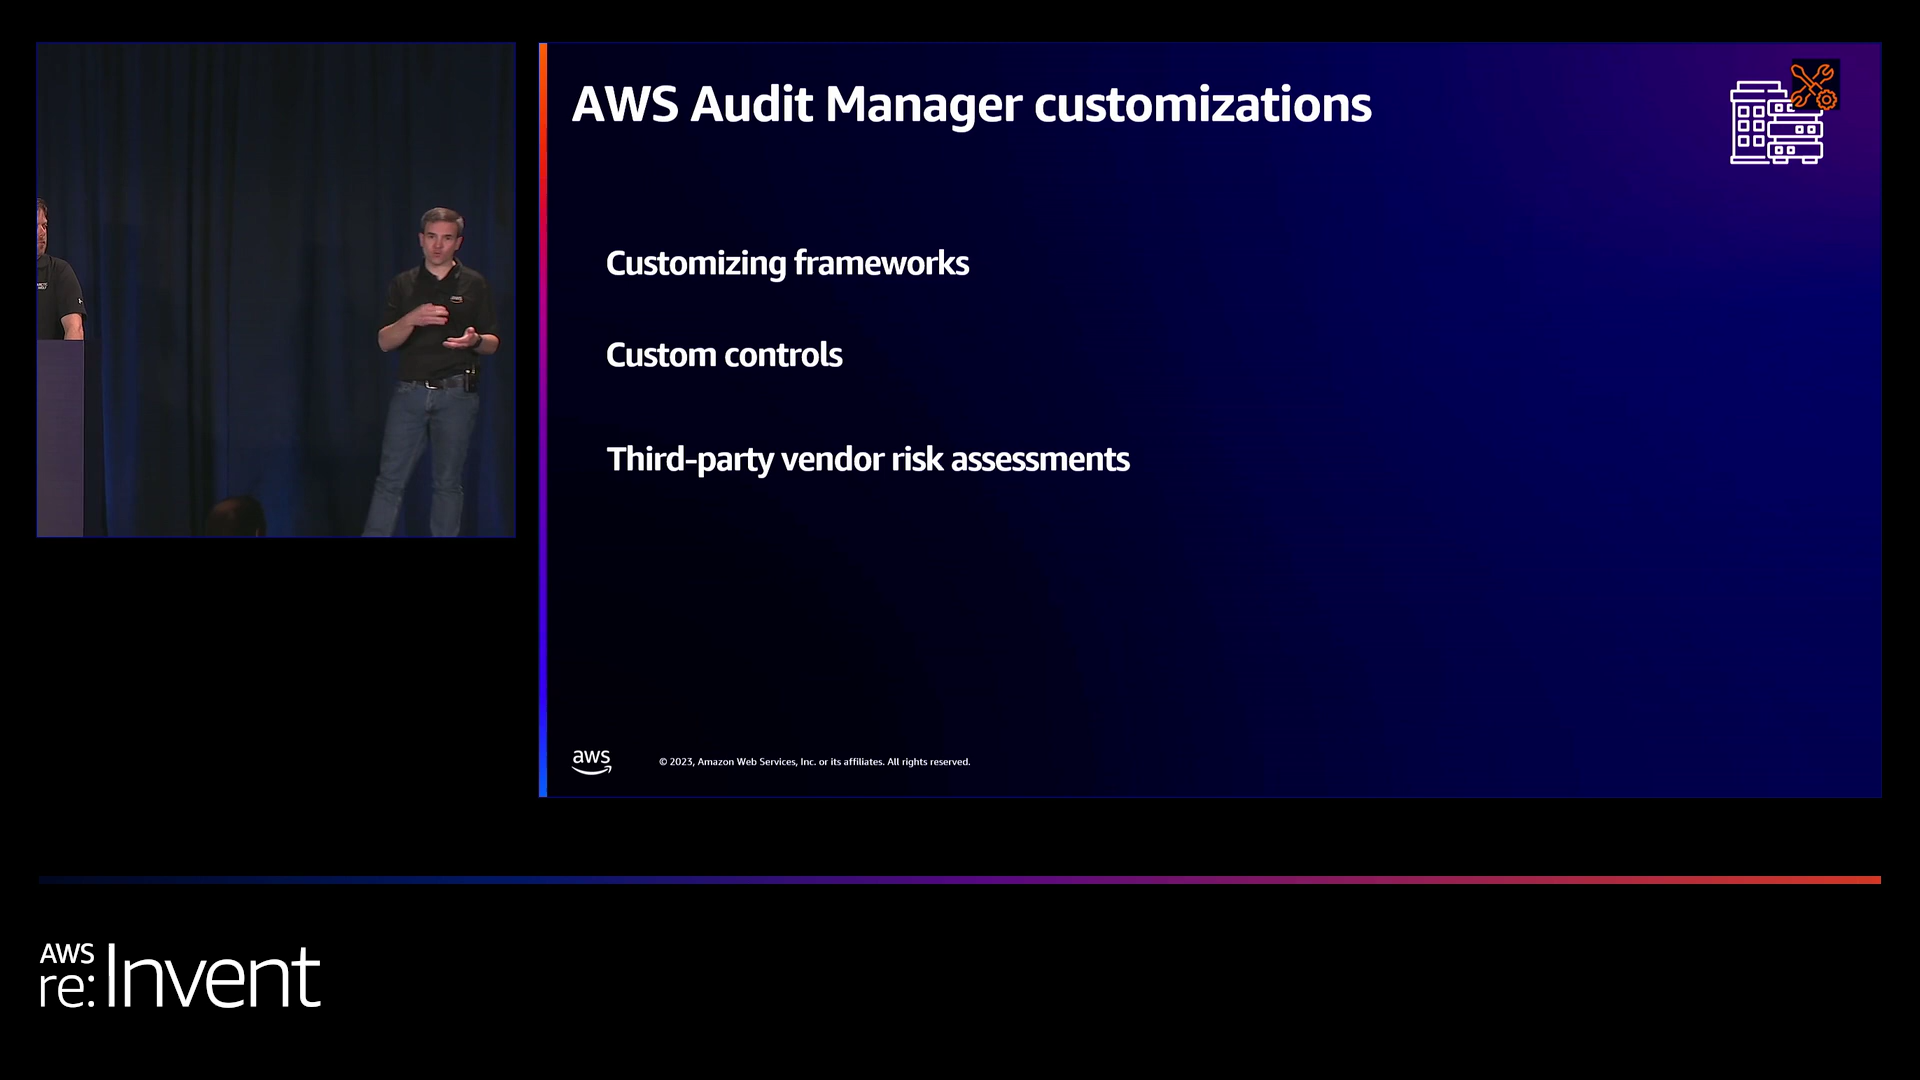 AWS Audit Manager customizations
Customizing frameworks
Custom controls
Third-party vendor risk assessments
aws
© 2023, Amazon Web Services, Inc. or its affiliates. All rights reserved.
AWS
re:Invent